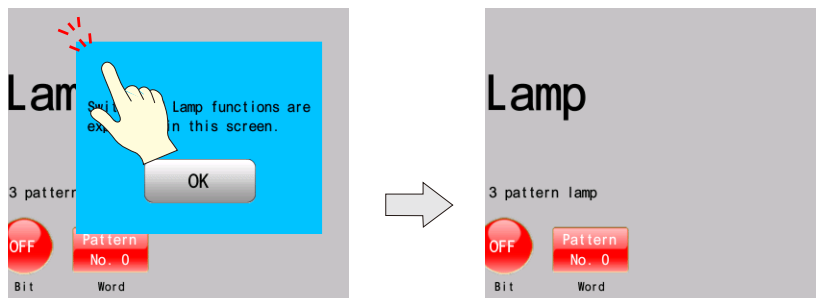 Lam
Swit Lamp functions are
exp in this screen.
OK
3 pattern
OFF
Pattern
No. 0
Bit
Word
Lamp
3 pattern lamp
OFF
Pattern
No. 0
Bit
Word